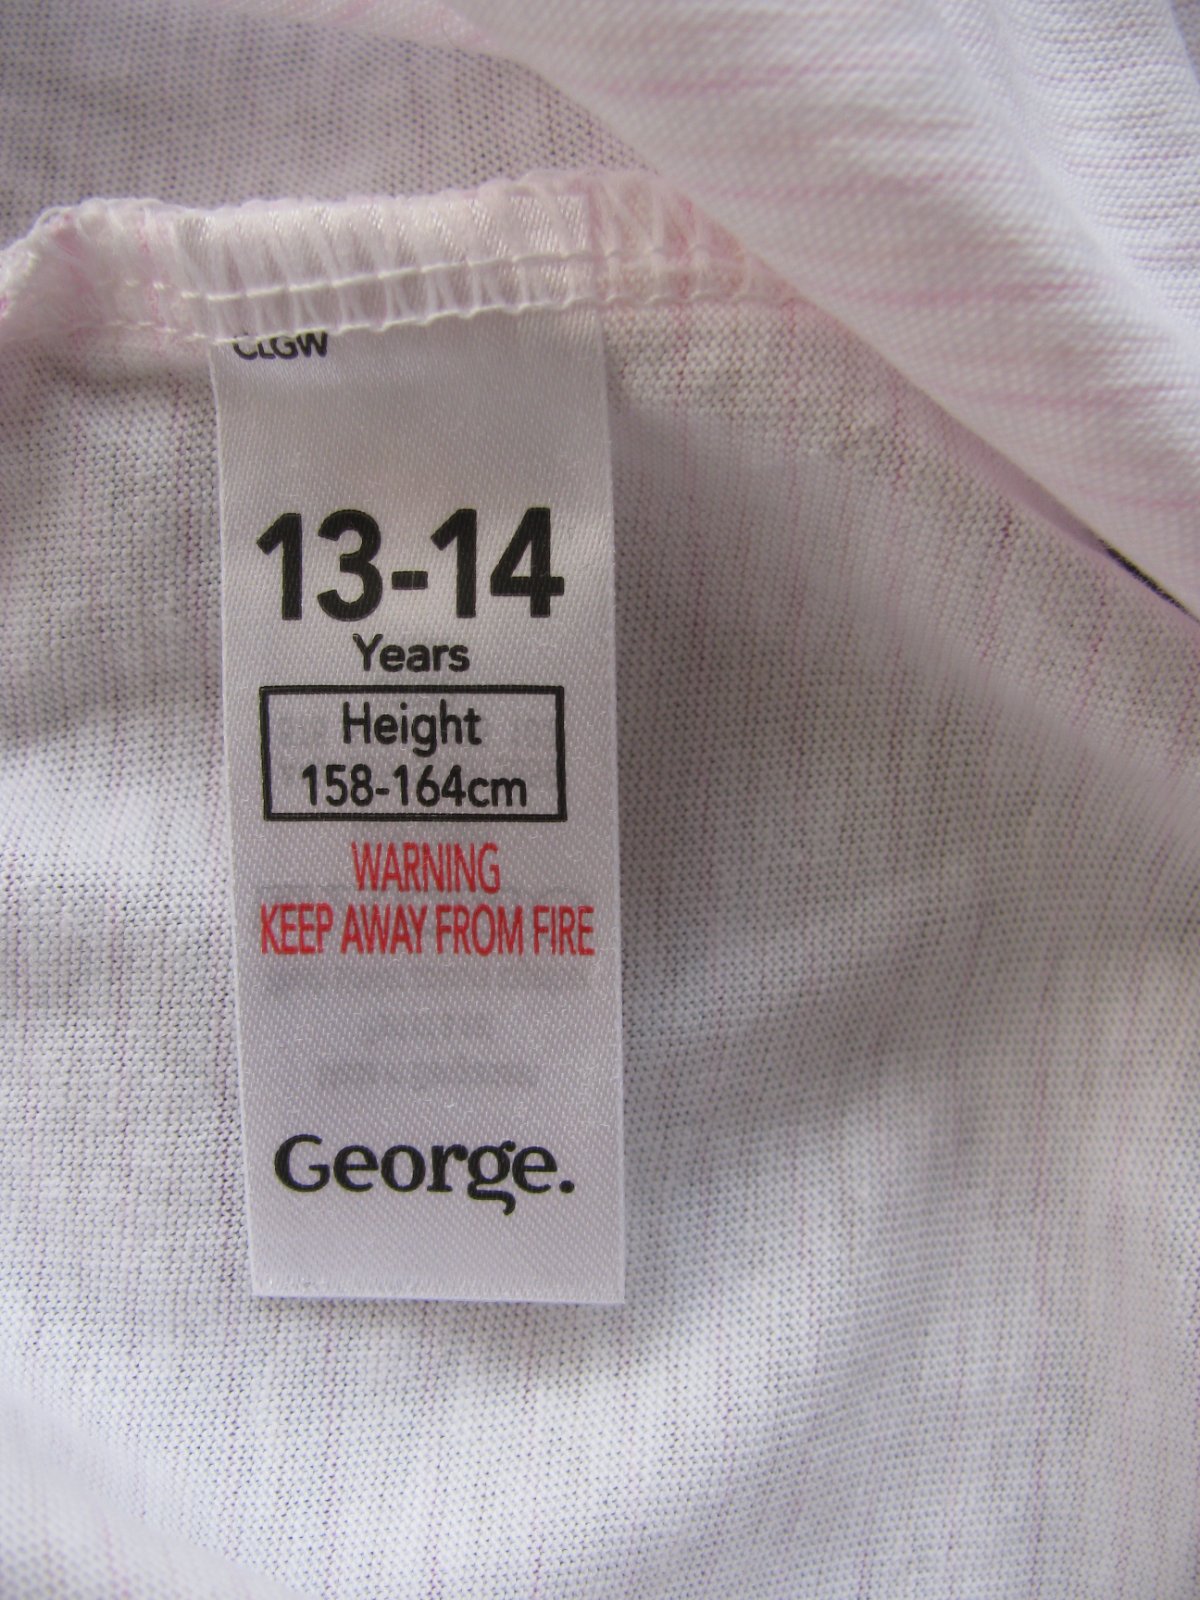 CLGW
13-14
Years
Height
158-164cm
WARNING
KEEP AWAY FROM FIRE
George.